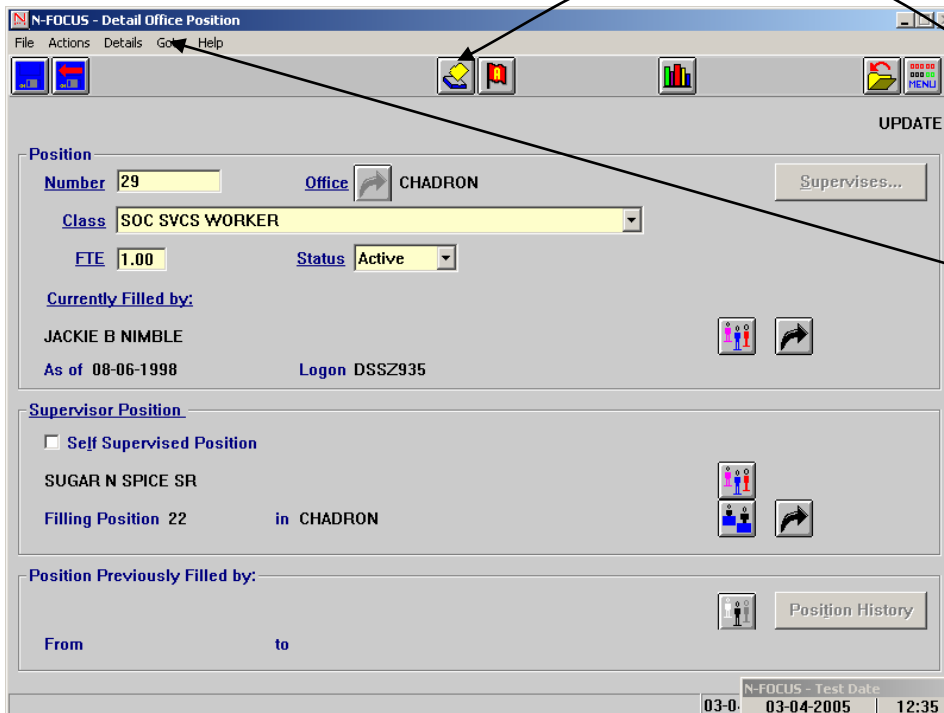 N-FOCUS - Detail Office Position
File Actions Details Goto Help
MENU
UPDATE
Position
Number 29 Office CHADRON Supervises...
Class SOC SVCS WORKER
FTE 1.00 Status Active
Currently Filled by:
JACKIE B NIMBLE
As of 08-06-1998 Logon DSSZ935
Supervisor Position
Self Supervised Position
SUGAR N SPICE SR
Filling Position 22 in CHADRON
Position Previously Filled by:
Position History
From to
N-FOCUS - Test Date
03-0 03-04-2005 12:35